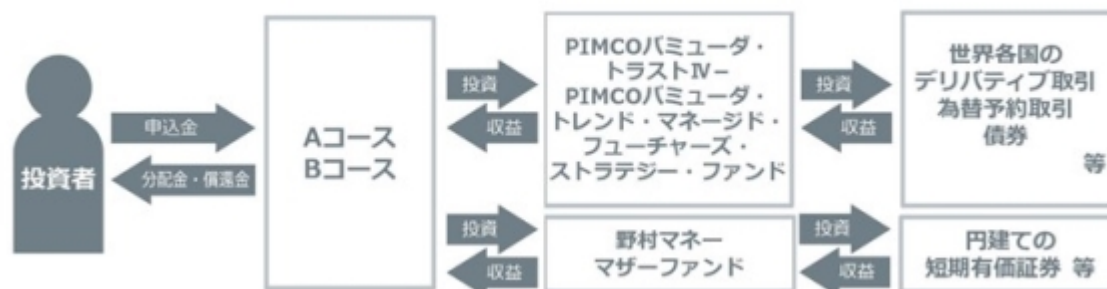 投資者
申込金
分配金・償還金
Aコース
Bコース
投資
収益
PIMCOバミューダ・
トラストⅣ－
PIMCOバミューダ・
トレンド・マネージド・
フューチャーズ・
ストラテジー・ファンド
投資
収益
世界各国の
デリバティブ取引
為替予約取引
債券
等
投資
収益
野村マネー
マザーファンド
投資
収益
円建ての
短期有価証券 等